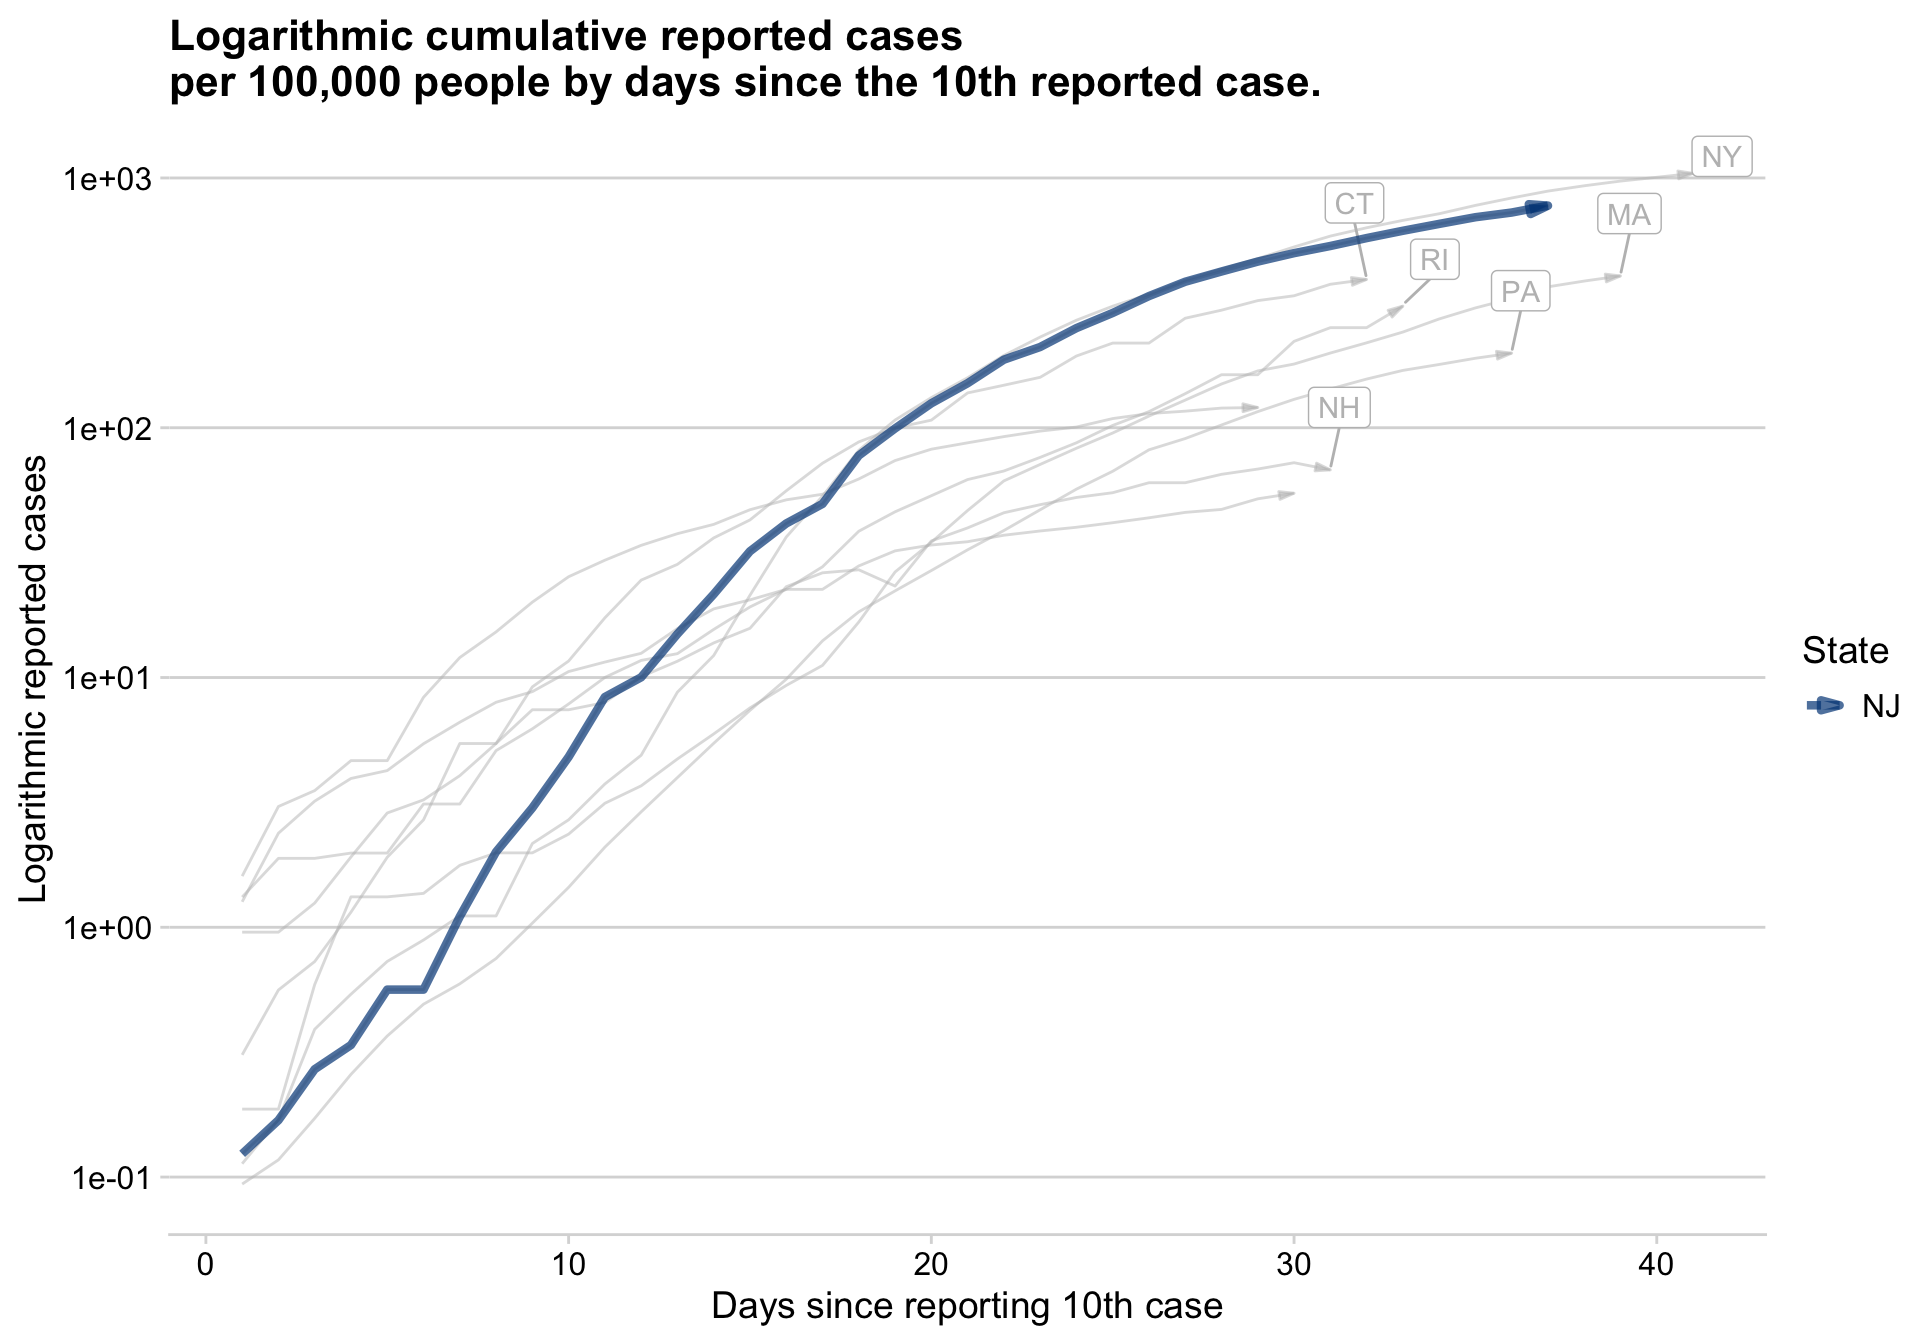 Logarithmic cumulative reported cases
per 100,000 people by days since the 10th reported case.
Logarithmic reported cases
1e+03
1e+02
1e+01
1e+00
1e-01
NY
CT
MA
RI
PA
NH
State
NJ
0
10
20
30
40
Days since reporting 10th case